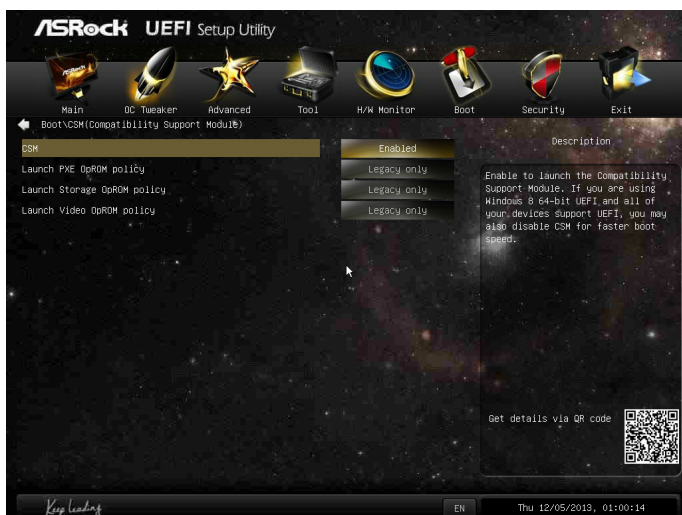 ASRock UEFI Setup Utility
Main OC Tweaker Advanced Tool H/W Monitor Boot Security Exit
Boot\CSM(Compatibility Support Module)
CSM Enabled
Launch PXE OpROM policy Legacy only
Launch Storage OpROM policy Legacy only
Launch Video OpROM policy Legacy only
Description
Enable to launch the Compatibility
Support Module. If you are using
Windows 8 64-bit UEFI and all of
your devices support UEFI, you may
also disable CSM for faster boot
speed.
Get details via QR code
Keep Leading
EN
Thu 12/05/2013, 01:00:14